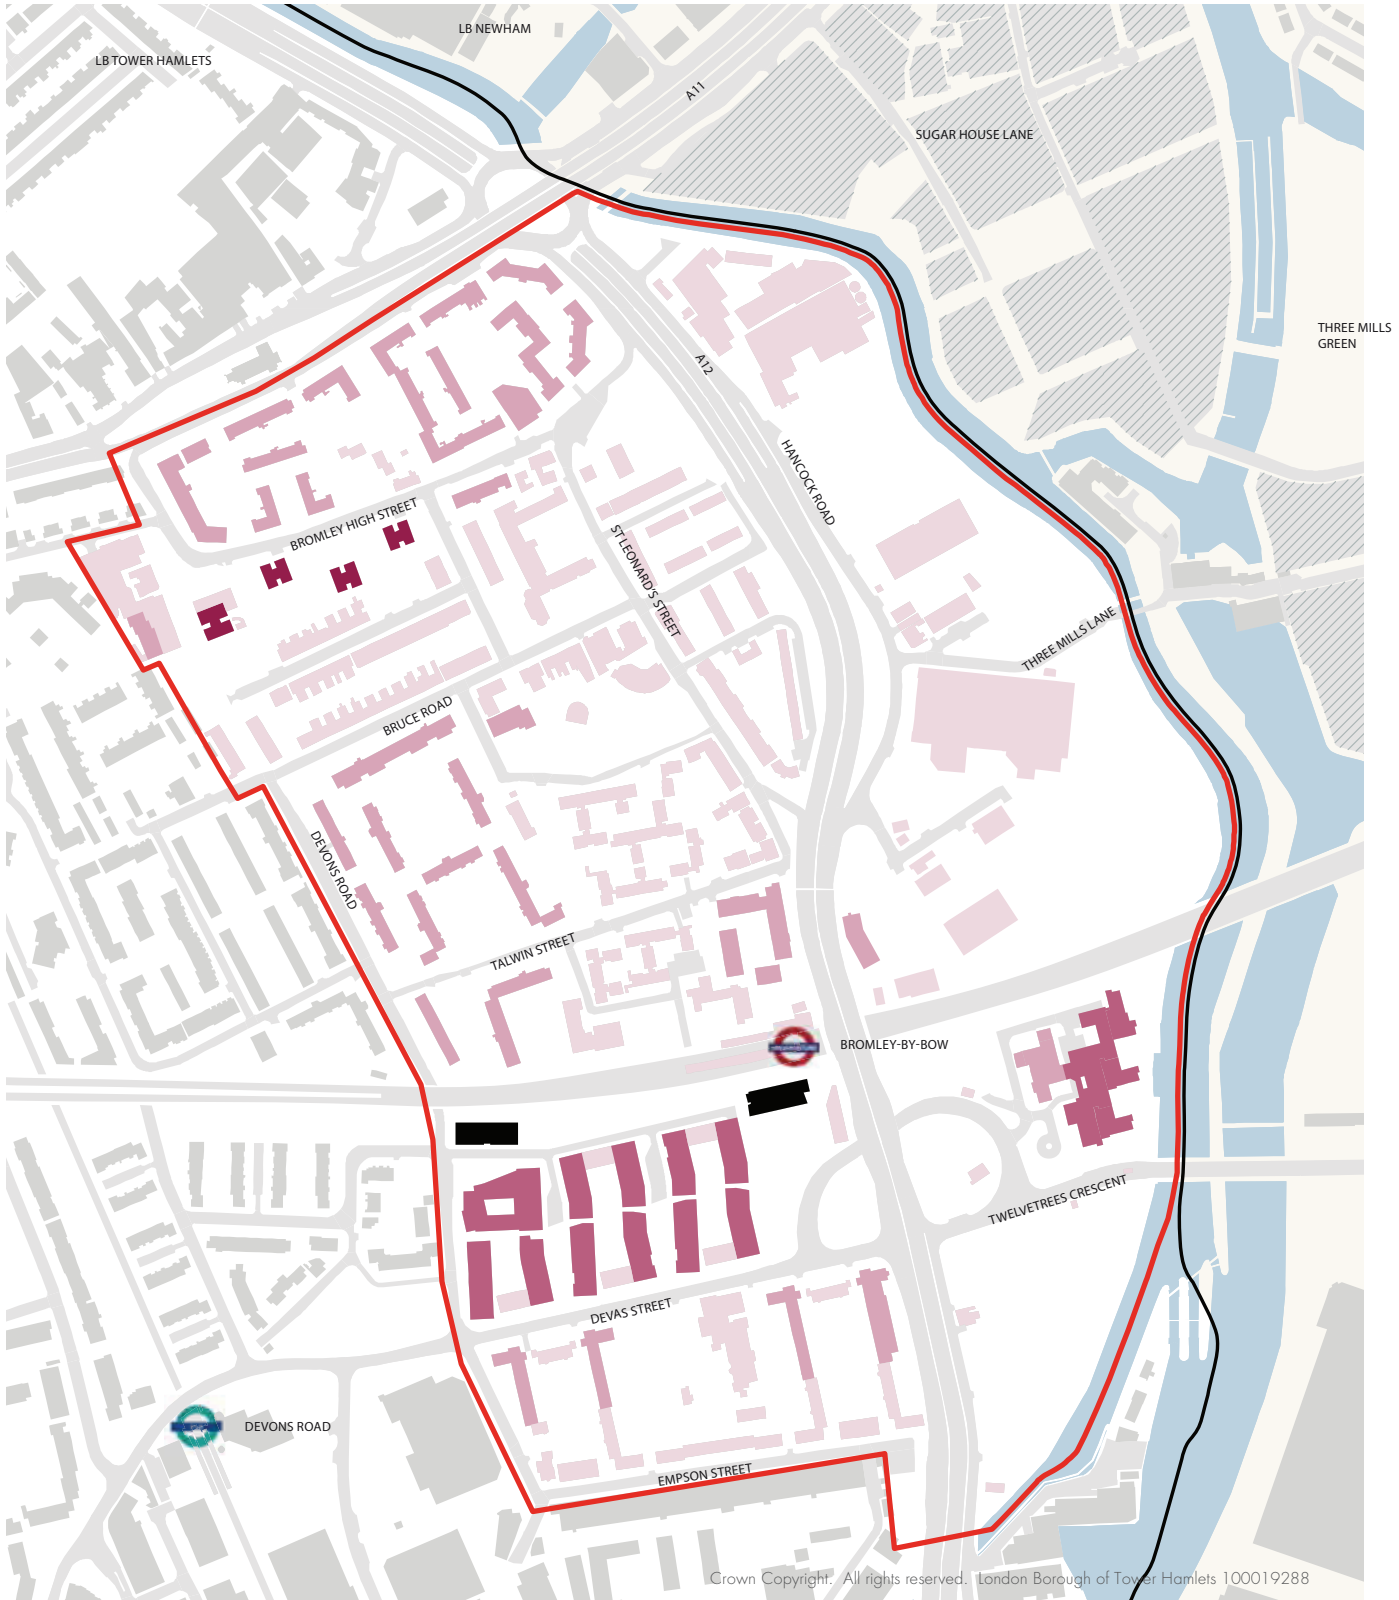 LB NEWHAM
LB TOWER HAMLETS
A11
SUGAR HOUSE LANE
THREE MILLS
GREEN
A12
HANCOCK ROAD
BROMLEY HIGH STREET
ST LEONARD'S STREET
THREE MILLS LANE
BRUCE ROAD
DEVONS ROAD
TALWIN STREET
BROMLEY-BY-BOW
TWELVETREES CRESCENT
DEVAS STREET
DEVONS ROAD
EMPSON STREET
Crown Copyright. All rights reserved. London Borough of Tower Hamlets 100019288